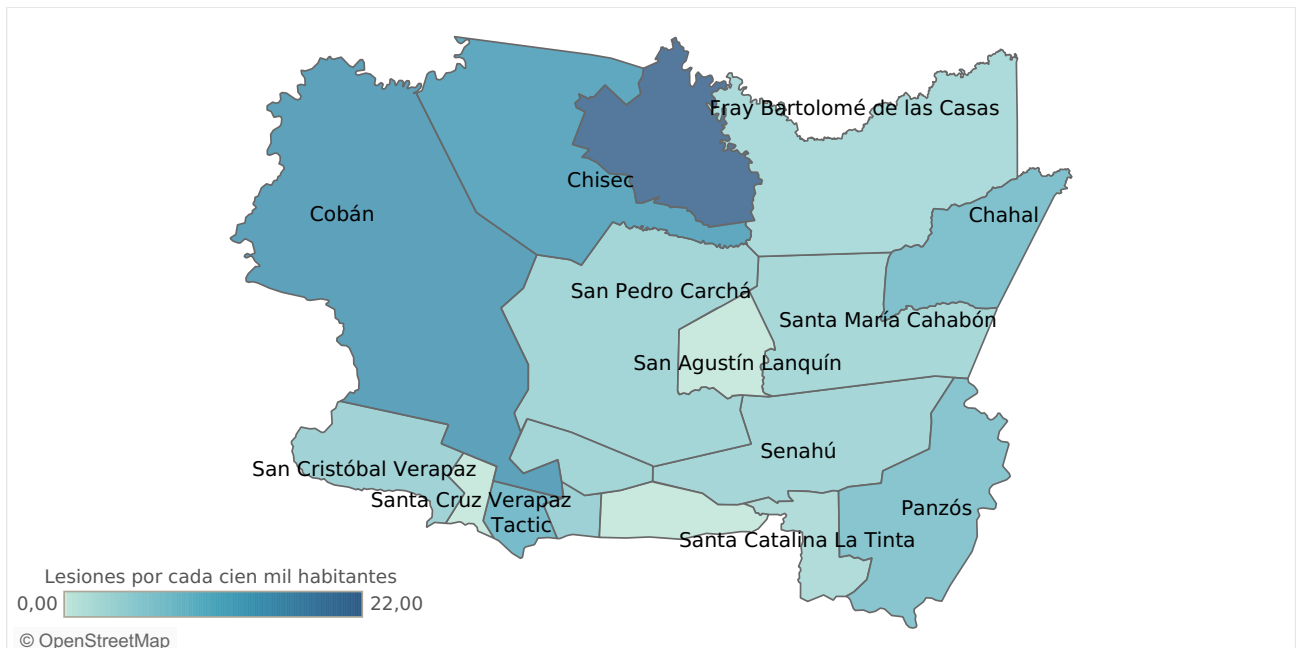 Fray Bartolomé de las Casas
Chisec
Cobán
Chahal
San Pedro Carchá
Santa María Cahabón
San Agustín Lanquín
Senahú
San Cristóbal Verapaz
Santa Cruz Verapaz
Panzós
Tactic
Santa Catalina La Tinta
Lesiones por cada cien mil habitantes
0,00
22,00
© OpenStreetMap